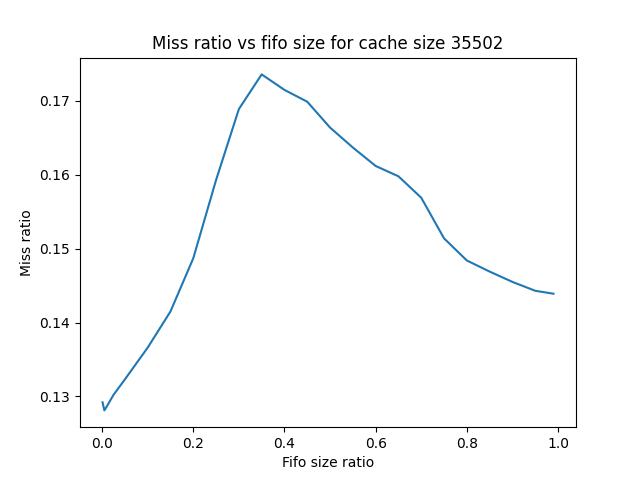 Miss ratio vs fifo size for cache size 35502
0.17
0.16
0.15
0.14
0.13
Miss ratio
0.0 0.2 0.4 0.6 0.8 1.0
Fifo size ratio